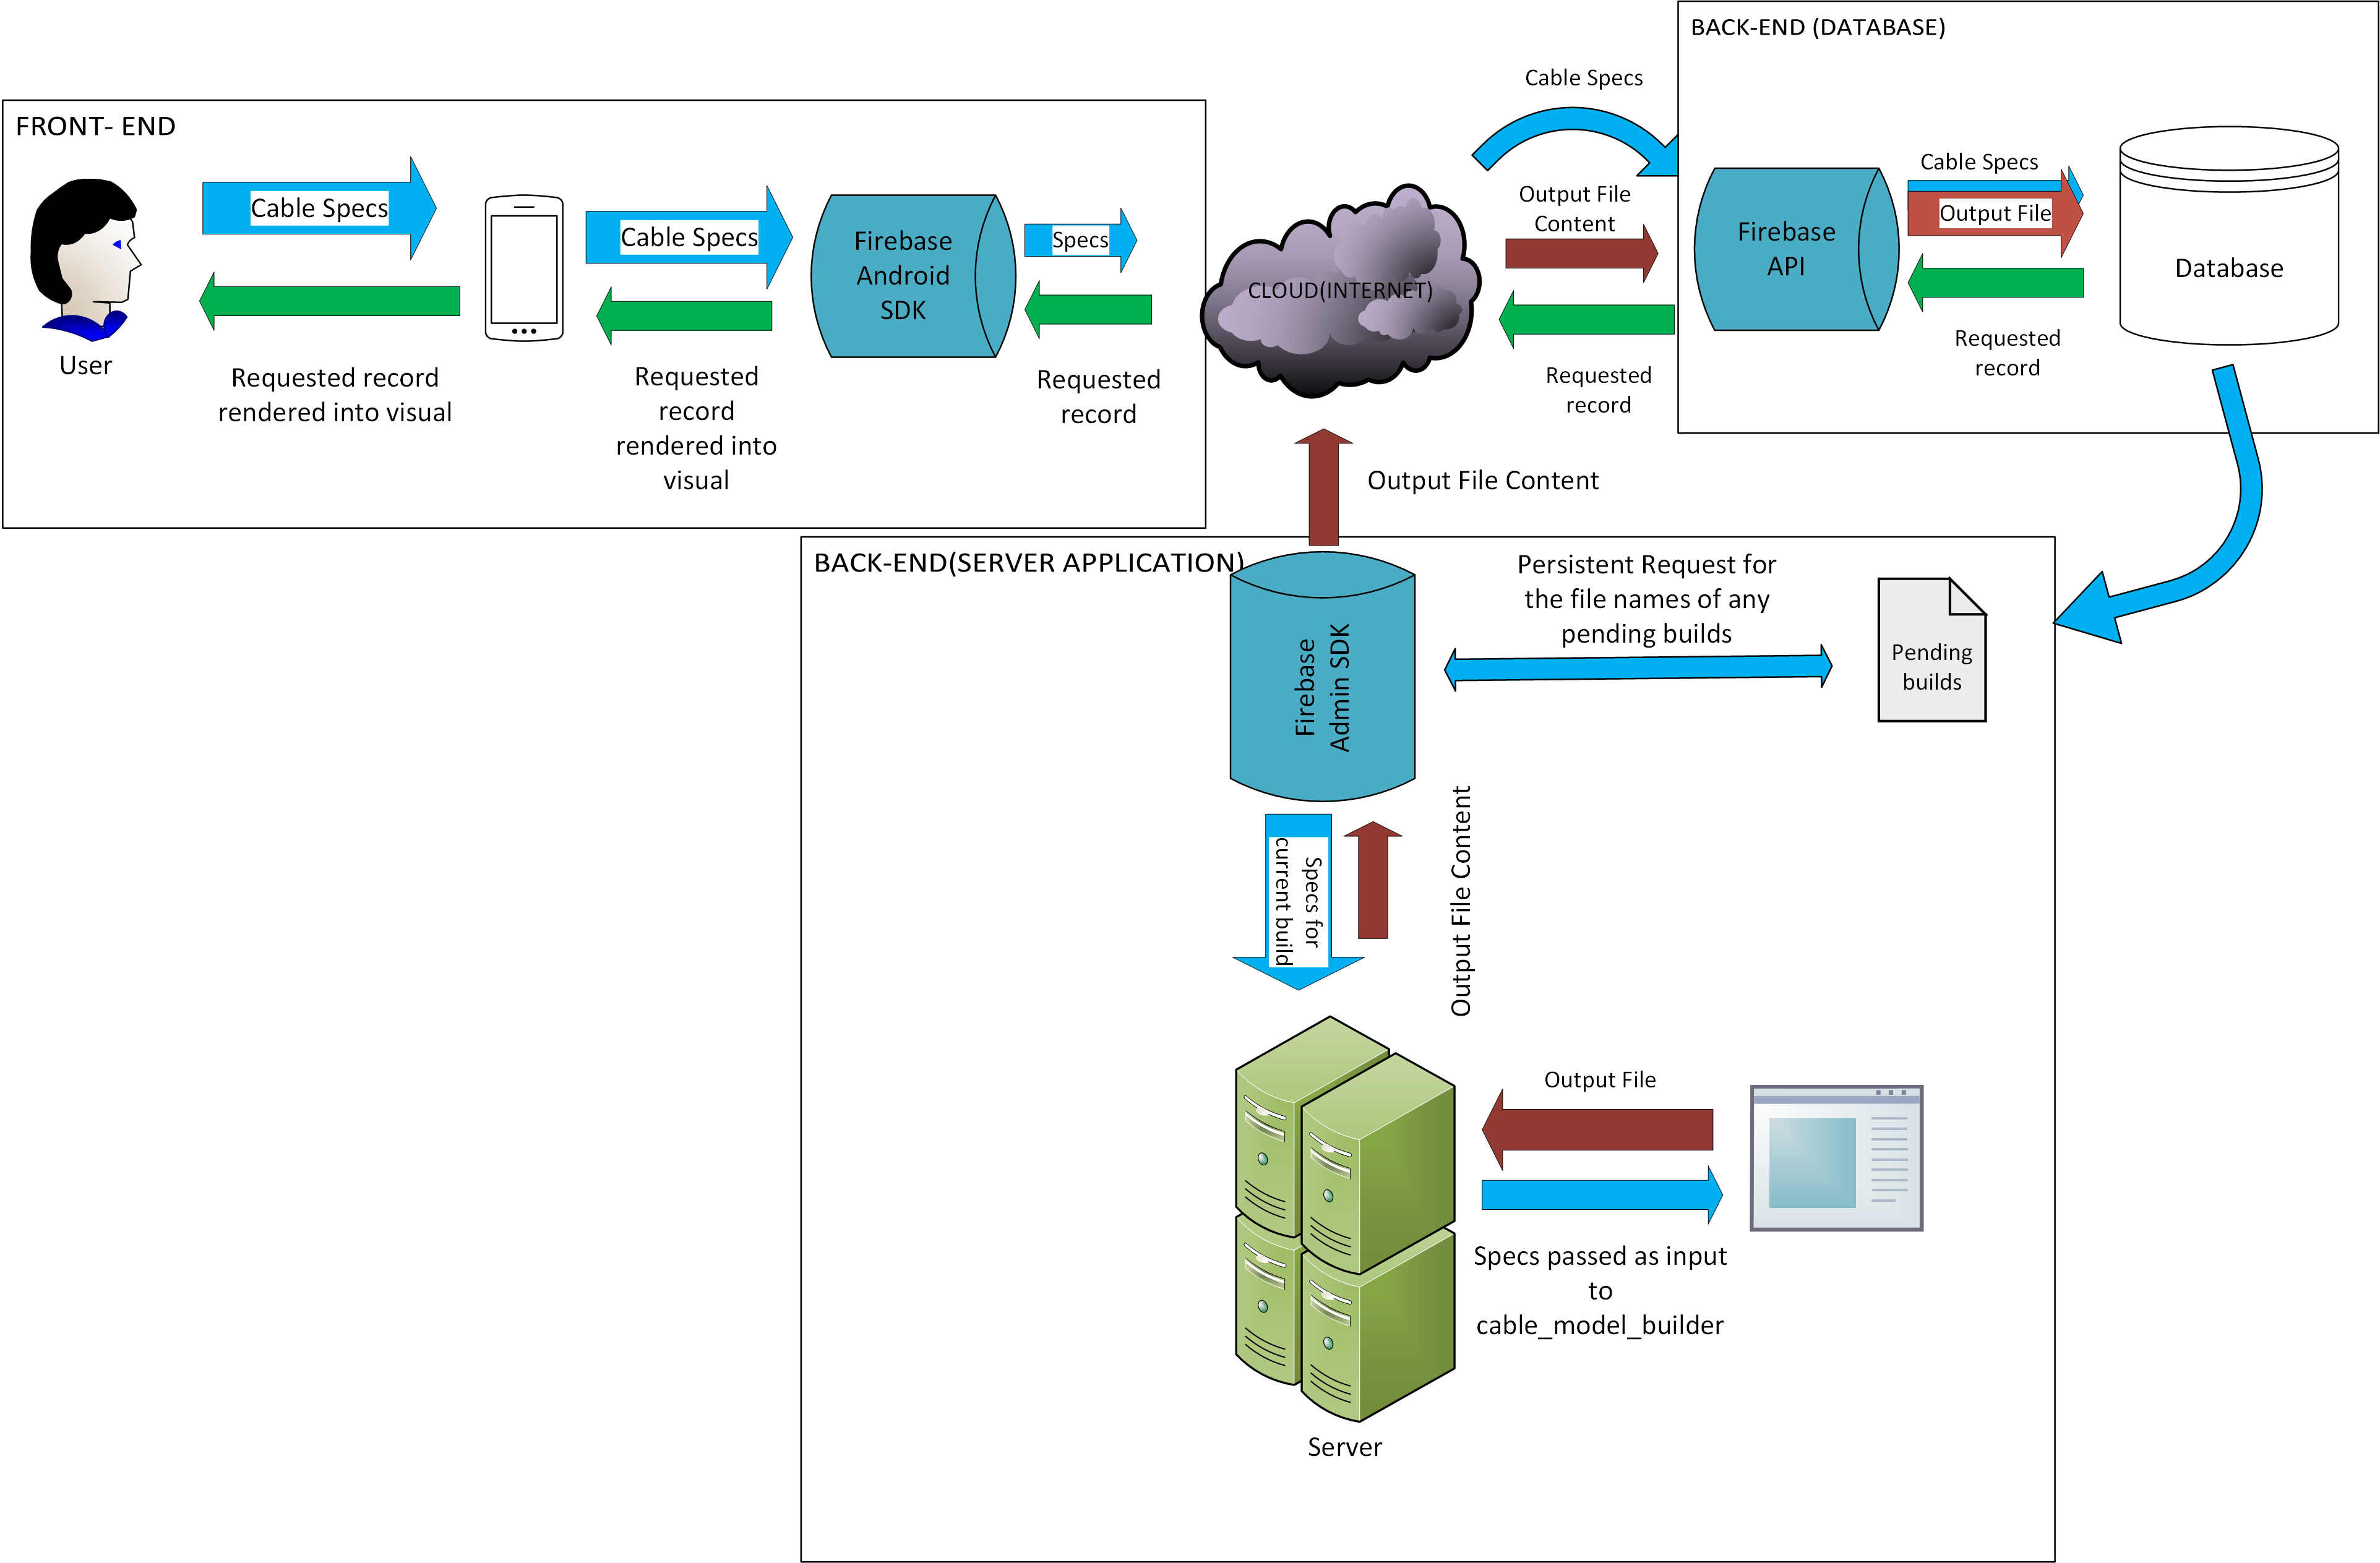 BACK-END (DATABASE)
FRONT- END
Cable Specs
Cable Specs
Cable Specs
Specs
Firebase
Android
SDK
User
Requested record
rendered into visual
Requested
record
rendered into
visual
Requested
record
CLOUD(INTERNET)
Output File
Content
Requested
record
Firebase
API
Cable Specs
Output File
Requested
record
Database
Output File Content
BACK-END(SERVER APPLICATION)
Firebase
Admin SDK
Persistent Request for
the file names of any
pending builds
Pending
builds
Specs for
current build
Output File Content
Output File
Specs passed as input
to
cable_model_builder
Server